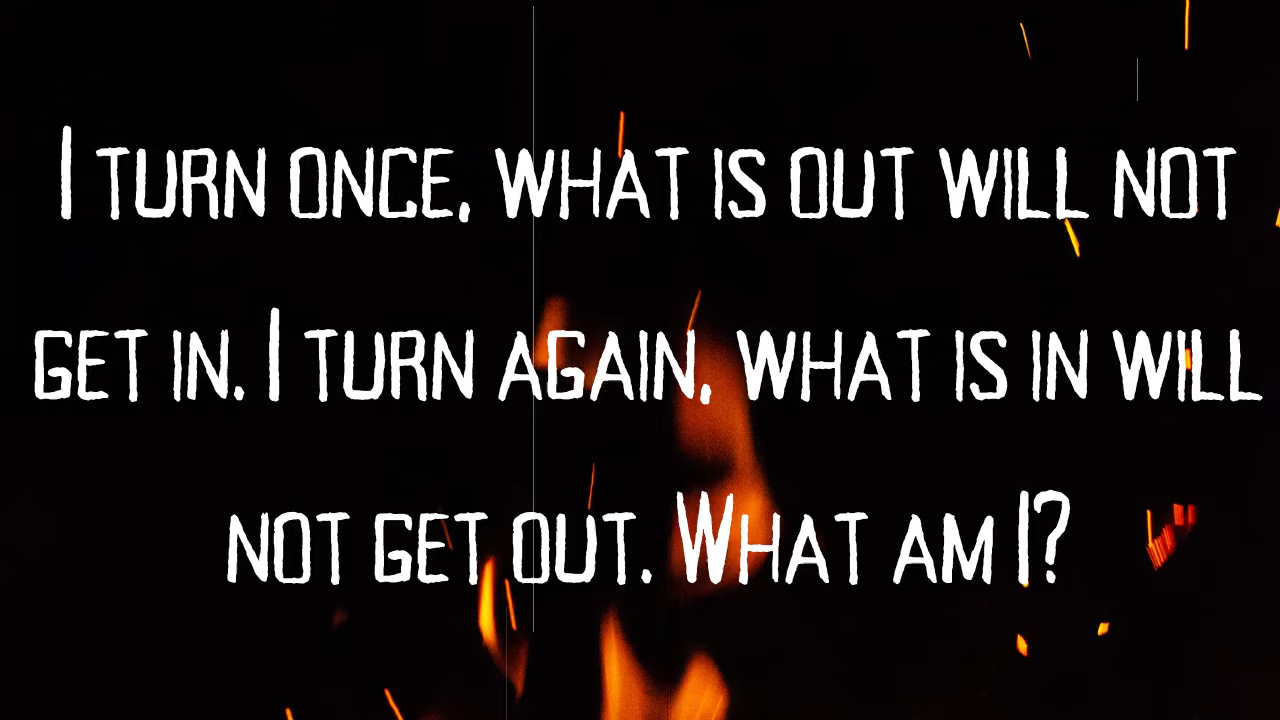 I turn once, what is out will not
get in. I turn again, what is in will
not get out. What am I?